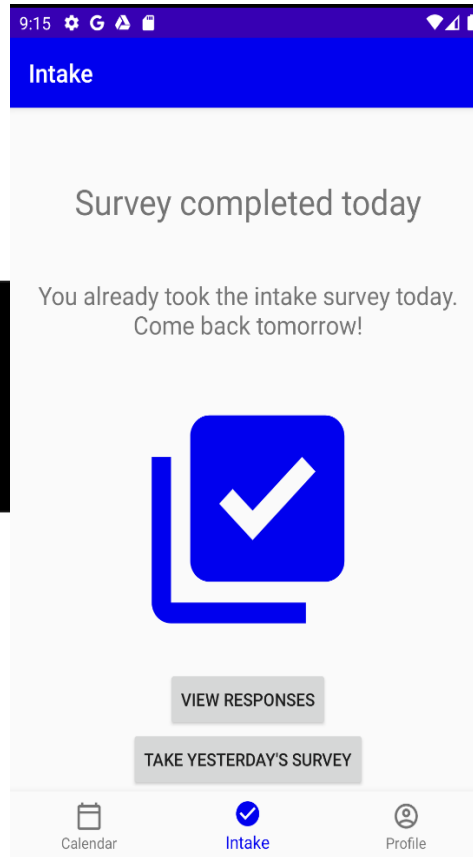 9:15
Intake
Survey completed today
You already took the intake survey today.
Come back tomorrow!
VIEW RESPONSES
TAKE YESTERDAY'S SURVEY
Calendar
Intake
Profile